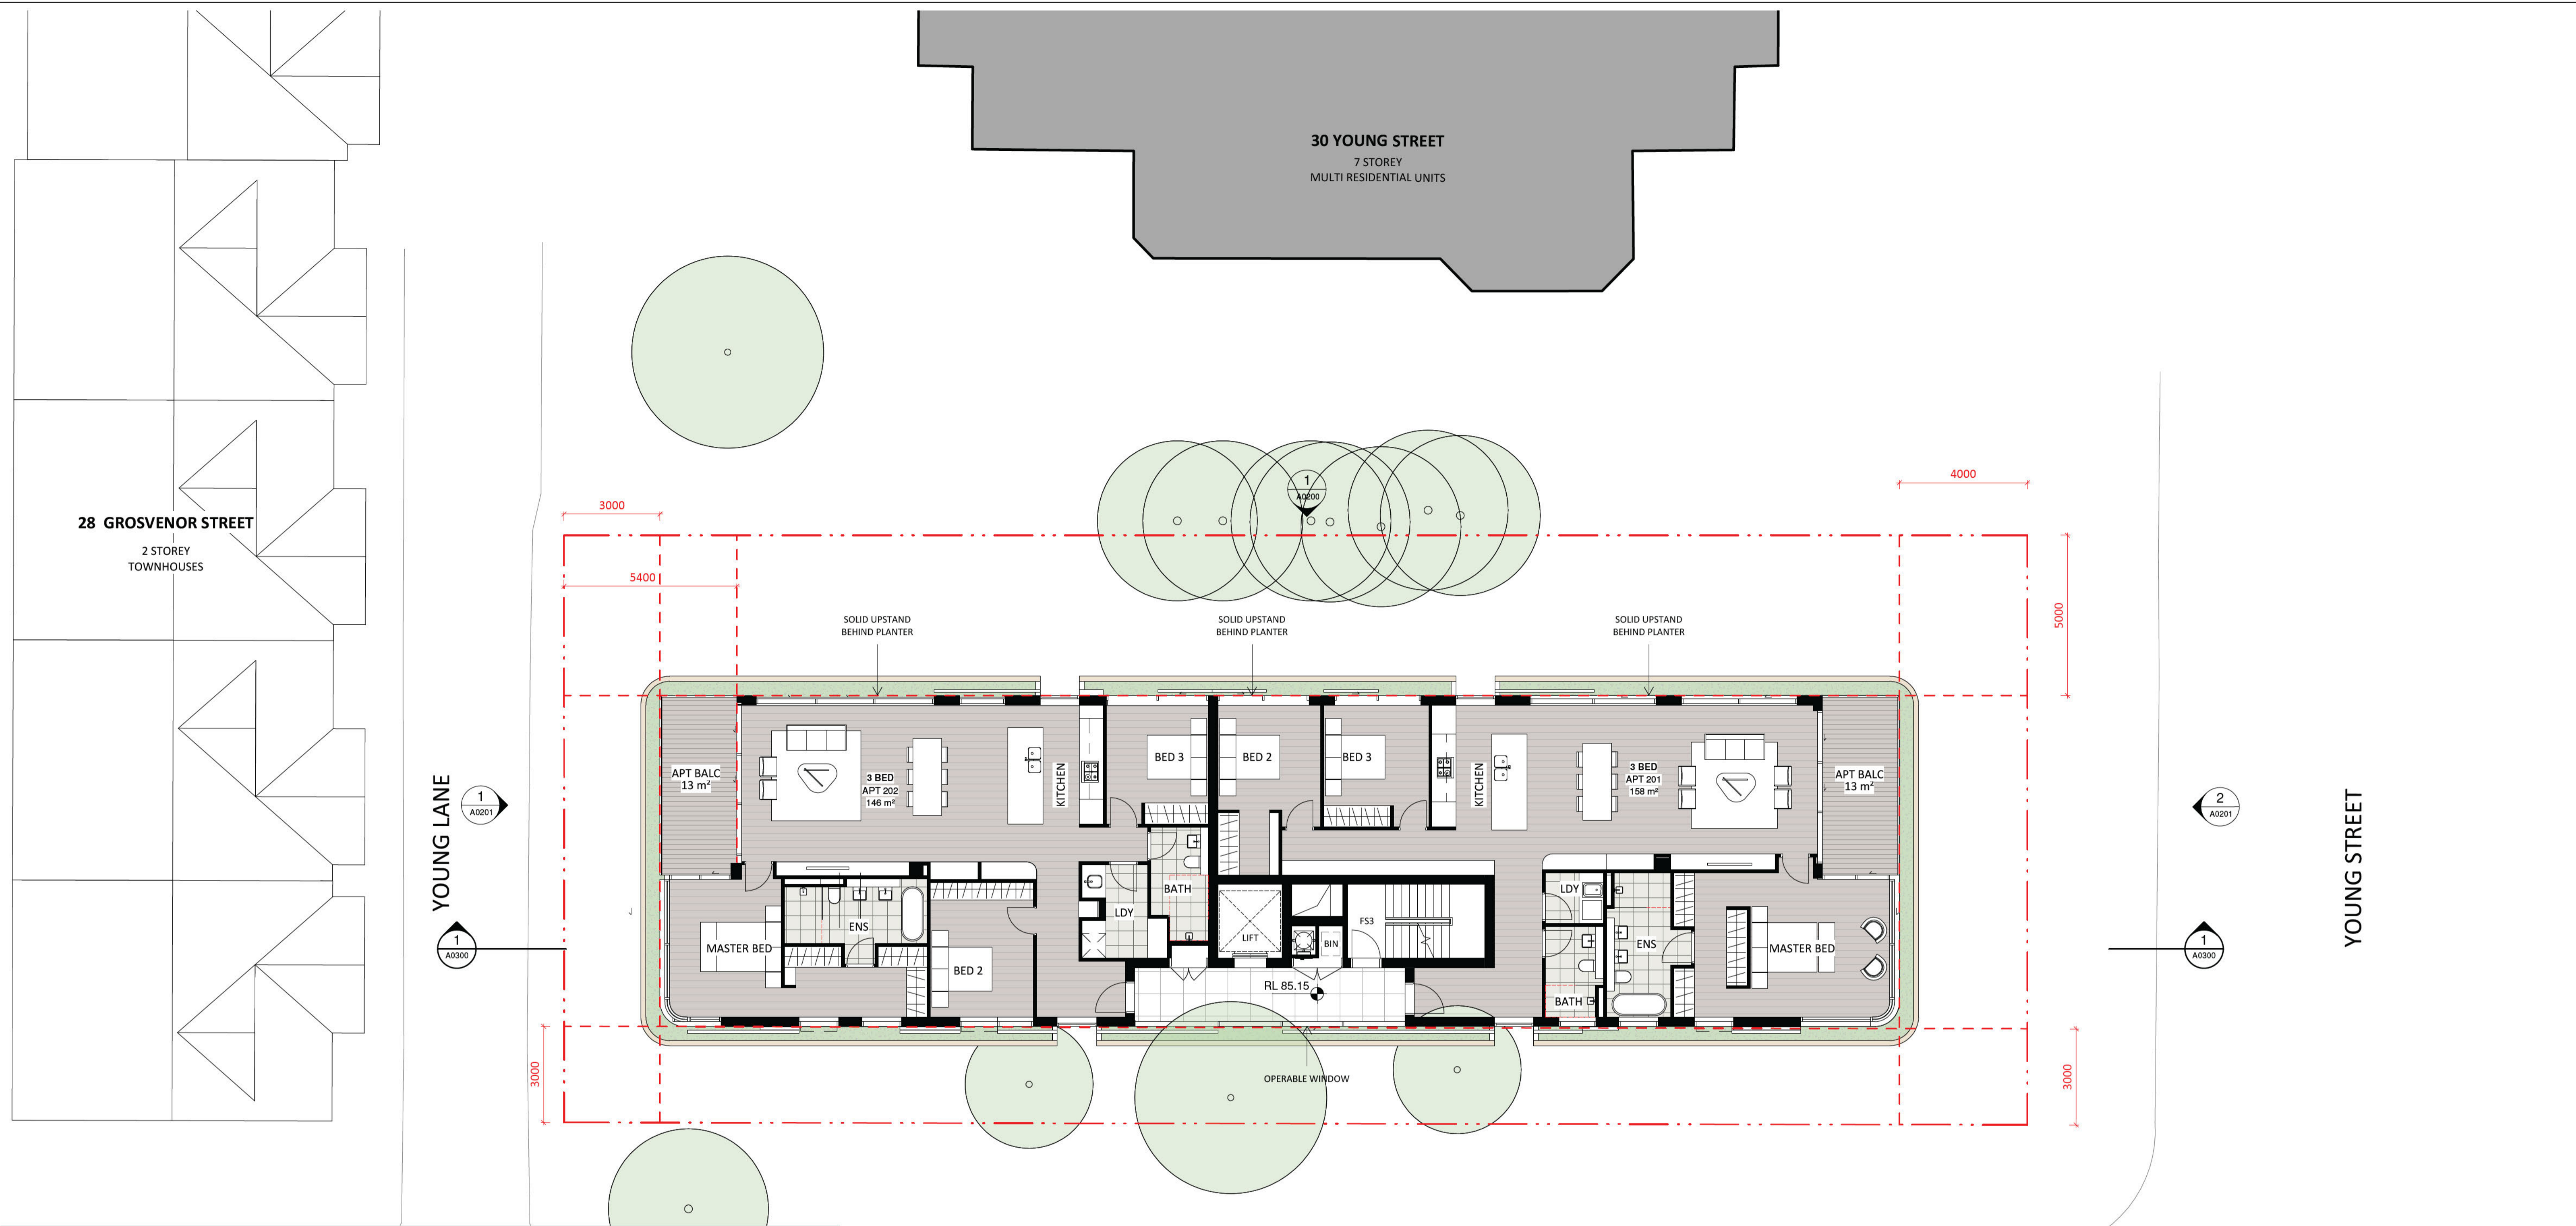 30 YOUNG STREET
7 STOREY
MULTI RESIDENTIAL UNITS
28 GROSVENOR STREET
2 STOREY
TOWNHOUSES
1
A0200
4000
3000
5400
5000
SOLID UPSTAND
BEHIND PLANTER
SOLID UPSTAND
BEHIND PLANTER
SOLID UPSTAND
BEHIND PLANTER
YOUNG LANE
1
A0201
1
A0300
APT BALC
13 m²
3 BED
APT 202
146 m²
KITCHEN
BED 3
BED 2
BED 3
KITCHEN
3 BED
APT 201
158 m²
APT BALC
13 m²
2
A0201
YOUNG STREET
1
A0300
MASTER BED
ENS
BED 2
LDY
BATH
LIFT
BIN
FS3
LDY
BATH
ENS
MASTER BED
RL 85.15
OPERABLE WINDOW
3000
3000